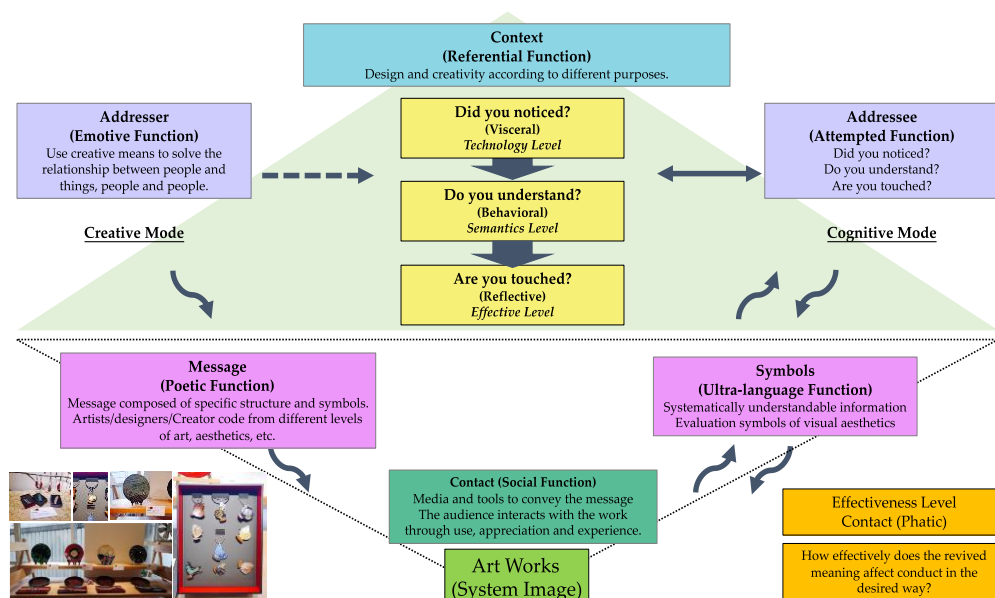 Context
(Referential Function)
Design and creativity according to different purposes.
Addresser
(Emotive Function)
Use creative means to solve the
relationship between people and
things, people and people.
Did you noticed?
(Visceral)
Technology Level
Addressee
(Attempted Function)
Did you noticed?
Do you understand?
Are you touched?
Do you understand?
(Behavioral)
Semantics Level
Creative Mode
Cognitive Mode
Are you touched?
(Reflective)
Effective Level
Message
(Poetic Function)
Message composed of specific structure and symbols.
Artists/designers/Creator code from different levels
of art, aesthetics, etc.
Symbols
(Ultra-language Function)
Systematically understandable information
Evaluation symbols of visual aesthetics
Contact (Social Function)
Media and tools to convey the message
The audience interacts with the work
through use, appreciation and experience.
Effectiveness Level
Contact (Phatic)
Art Works
(System Image)
How effectively does the revived
meaning affect conduct in the
desired way?